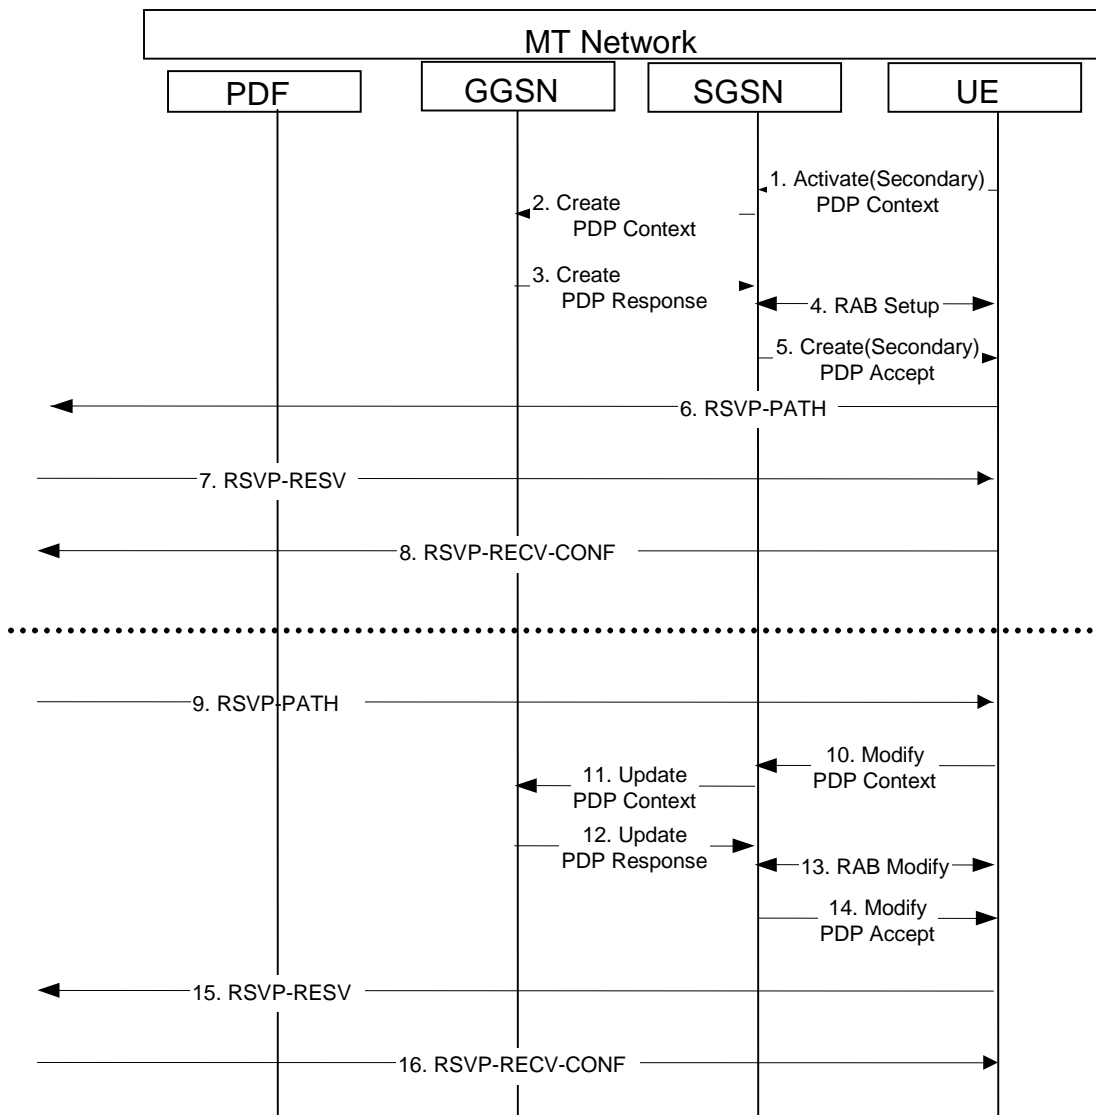 MT Network
PDF
GGSN
SGSN
UE
1. Activate(Secondary)
PDP Context
2. Create
PDP Context
3. Create
PDP Response
4. RAB Setup
5. Create(Secondary)
PDP Accept
6. RSVP-PATH
7. RSVP-RESV
8. RSVP-RECV-CONF
9. RSVP-PATH
10. Modify
PDP Context
11. Update
PDP Context
12. Update
PDP Response
13. RAB Modify
14. Modify
PDP Accept
15. RSVP-RESV
16. RSVP-RECV-CONF